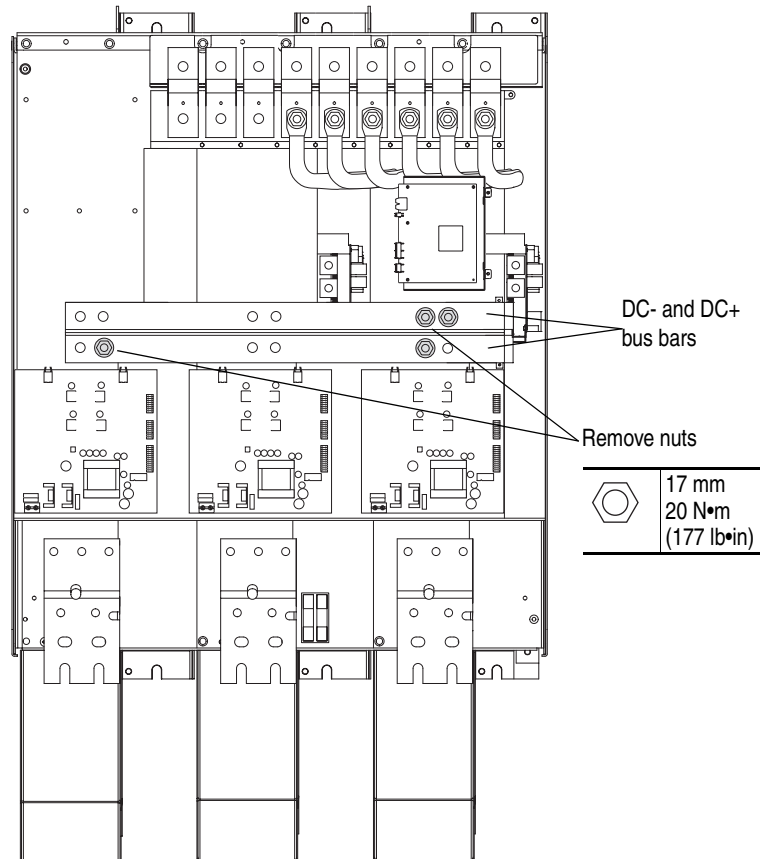 DC- and DC+
bus bars
Remove nuts
17 mm
20 N•m
(177 lb•in)